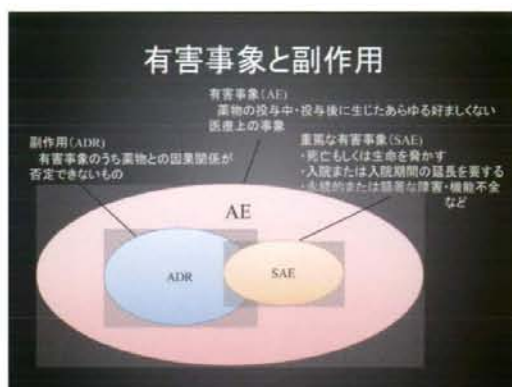 有害事象と副作用
有害事象(AE)
薬物の投与中・投与後に生じたあらゆる好ましくない
医療上の事象
副作用(ADR)
有害事象のうち薬物との因果関係が
否定できないもの
重篤な有害事象(SAE)
・死亡もしくは生命を脅かす
・入院または入院期間の延長を要する
・永続的または顕著な障害・機能不全
など
AE
ADR
SAE